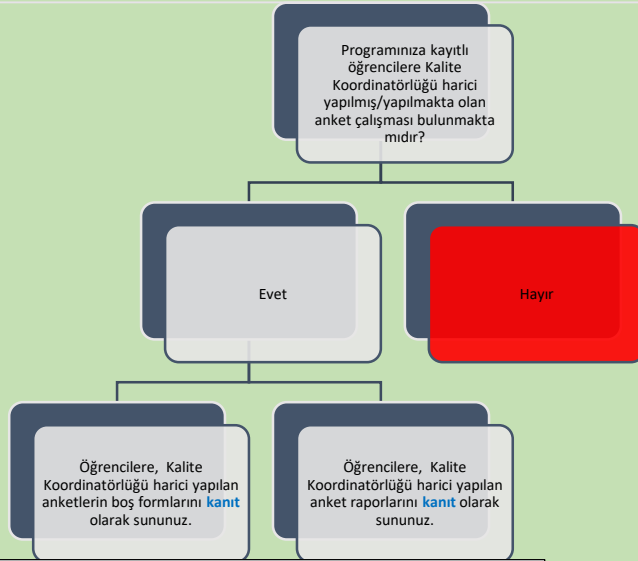 Programınıza kayıtlı
öğrencilere Kalite
Koordinatörlüğü harici
yapılmış/yapılmakta olan
anket çalışması bulunmakta
mıdır?
Evet
Hayır
Öğrencilere, Kalite
Koordinatörlüğü harici yapılan
anketlerin boş formlarını kanıt
olarak sununuz.
Öğrencilere, Kalite
Koordinatörlüğü harici yapılan
anket raporlarını kanıt olarak
sununuz.